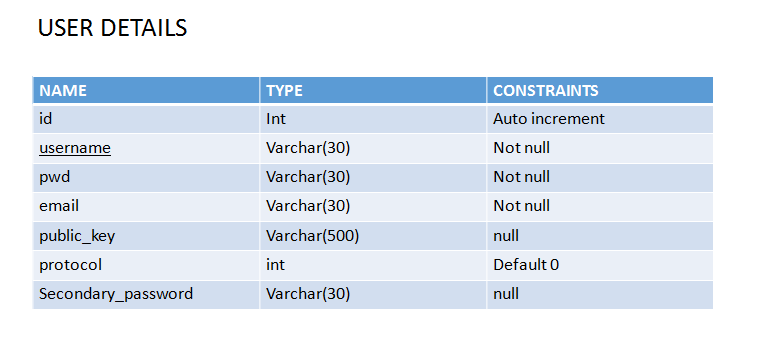 USER DETAILS
NAME TYPE CONSTRAINTS
id Int Auto increment
username Varchar(30) Not null
pwd Varchar(30) Not null
email Varchar(30) Not null
public_key Varchar(500) null
protocol int Default 0
Secondary_password Varchar(30) null